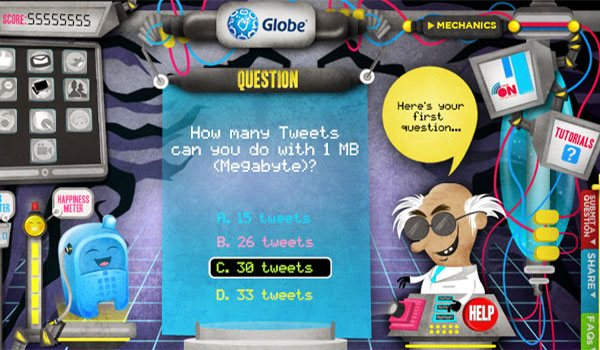 SCORE: SSSSSSSS
Globe
MECHANICS
QUESTION
Here's your
first
question...
How many Tweets
can you do with 1 MB
(Megabyte)?
A. 15 tweets
B. 26 tweets
C. 30 tweets
D. 33 tweets
ON
TUTORIALS
?
HAPPINESS
METER
SUBMIT A
QUESTION
SHARE
FAQs
HELP